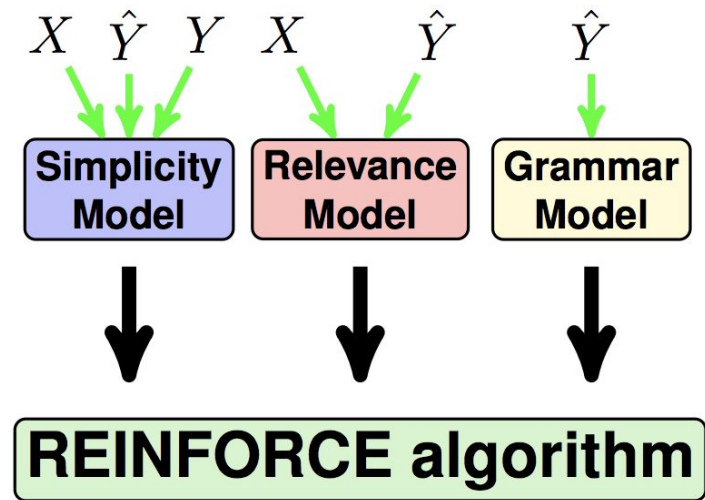 X Ŷ Y X Ŷ Ŷ
Simplicity Model
Relevance Model
Grammar Model
REINFORCE algorithm